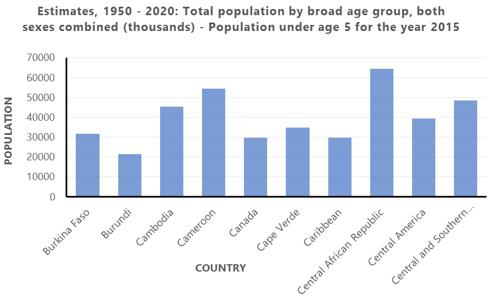 Estimates, 1950 - 2020: Total population by broad age group, both
sexes combined (thousands) - Population under age 5 for the year 2015
70000
60000
50000
40000
30000
20000
10000
0
POPULATION
Burkina Faso
Burundi
Cambodia
Cameroon
Canada
Cape Verde
Caribbean
Central African Republic
Central America
Central and Southern...
COUNTRY